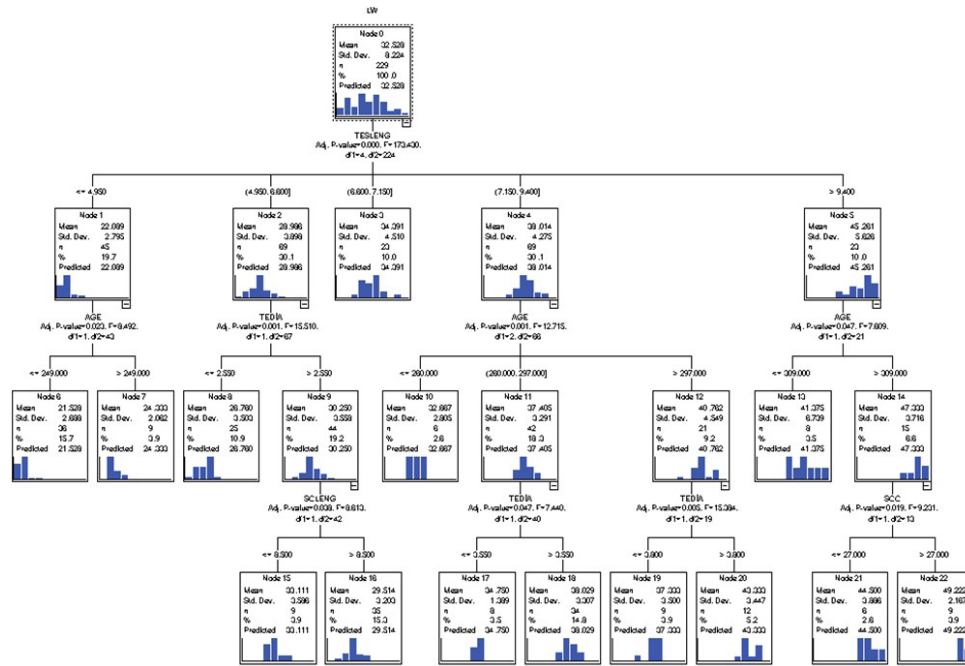 LW
Node 0
Mean 32.528
Std. Dev. 8.224
n 229
% 100.0
Predicted 32.528
TESLENG
Adj. P-value=0.000, F=173.430,
df1=4, df2=224
<= 4.950
(4.950, 6.600]
(6.600, 7.150]
(7.150, 9.400]
> 9.400
Node 1
Mean 22.089
Std. Dev. 2.795
n 45
% 19.7
Predicted 22.089
Node 2
Mean 28.986
Std. Dev. 3.898
n 69
% 30.1
Predicted 28.986
Node 3
Mean 34.391
Std. Dev. 4.510
n 23
% 10.0
Predicted 34.391
Node 4
Mean 38.014
Std. Dev. 4.275
n 69
% 30.1
Predicted 38.014
Node 5
Mean 45.261
Std. Dev. 5.626
n 23
% 10.0
Predicted 45.261
AGE
Adj. P-value=0.023, F=8.492,
df1=1, df2=43
TEDIA
Adj. P-value=0.001, F=15.510,
df1=1, df2=67
AGE
Adj. P-value=0.001, F=12.715,
df1=2, df2=66
AGE
Adj. P-value=0.047, F=7.609,
df1=1, df2=21
<= 249.000
> 249.000
<= 2.550
> 2.550
<= 260.000
(260.000, 297.000]
> 297.000
<= 309.000
> 309.000
Node 6
Mean 21.528
Std. Dev. 2.698
n 36
% 15.7
Predicted 21.528
Node 7
Mean 24.333
Std. Dev. 2.062
n 9
% 3.9
Predicted 24.333
Node 8
Mean 26.760
Std. Dev. 3.503
n 25
% 10.9
Predicted 26.760
Node 9
Mean 30.250
Std. Dev. 3.558
n 44
% 19.2
Predicted 30.250
Node 10
Mean 32.667
Std. Dev. 2.805
n 6
% 2.6
Predicted 32.667
Node 11
Mean 37.405
Std. Dev. 3.291
n 42
% 18.3
Predicted 37.405
Node 12
Mean 40.762
Std. Dev. 4.549
n 21
% 9.2
Predicted 40.762
Node 13
Mean 41.375
Std. Dev. 6.739
n 8
% 3.5
Predicted 41.375
Node 14
Mean 47.333
Std. Dev. 3.716
n 15
% 6.6
Predicted 47.333
SCLENG
Adj. P-value=0.038, F=8.613,
df1=1, df2=42
TEDIA
Adj. P-value=0.047, F=7.440,
df1=1, df2=40
TEDIA
Adj. P-value=0.005, F=15.384,
df1=1, df2=19
SCC
Adj. P-value=0.019, F=9.231,
df1=1, df2=13
<= 8.500
> 8.500
<= 3.550
> 3.550
<= 3.800
> 3.800
<= 27.000
> 27.000
Node 15
Mean 33.111
Std. Dev. 3.586
n 9
% 3.9
Predicted 33.111
Node 16
Mean 29.514
Std. Dev. 3.203
n 35
% 15.3
Predicted 29.514
Node 17
Mean 34.750
Std. Dev. 1.389
n 8
% 3.5
Predicted 34.750
Node 18
Mean 38.029
Std. Dev. 3.307
n 34
% 14.8
Predicted 38.029
Node 19
Mean 37.333
Std. Dev. 3.500
n 9
% 3.9
Predicted 37.333
Node 20
Mean 43.333
Std. Dev. 3.447
n 12
% 5.2
Predicted 43.333
Node 21
Mean 44.500
Std. Dev. 3.886
n 6
% 2.6
Predicted 44.500
Node 22
Mean 49.222
Std. Dev. 2.167
n 9
% 3.9
Predicted 49.222